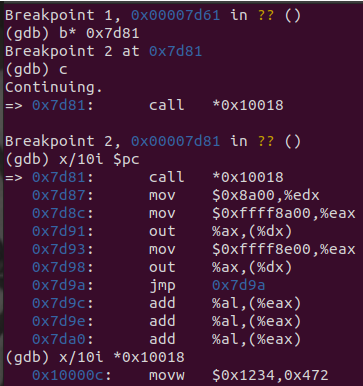 Breakpoint 1, 0x00007d61 in ?? ()
(gdb) b* 0x7d81
Breakpoint 2 at 0x7d81
(gdb) c
Continuing.
=> 0x7d81: call *0x10018

Breakpoint 2, 0x00007d81 in ?? ()
(gdb) x/10i $pc
=> 0x7d81: call *0x10018
0x7d87: mov $0x8a00,%edx
0x7d8c: mov $0xffff8a00,%eax
0x7d91: out %ax,(%dx)
0x7d93: mov $0xffff8e00,%eax
0x7d98: out %ax,(%dx)
0x7d9a: jmp 0x7d9a
0x7d9c: add %al,(%eax)
0x7d9e: add %al,(%eax)
0x7da0: add %al,(%eax)
(gdb) x/10i *0x10018
0x10000c: movw $0x1234,0x472